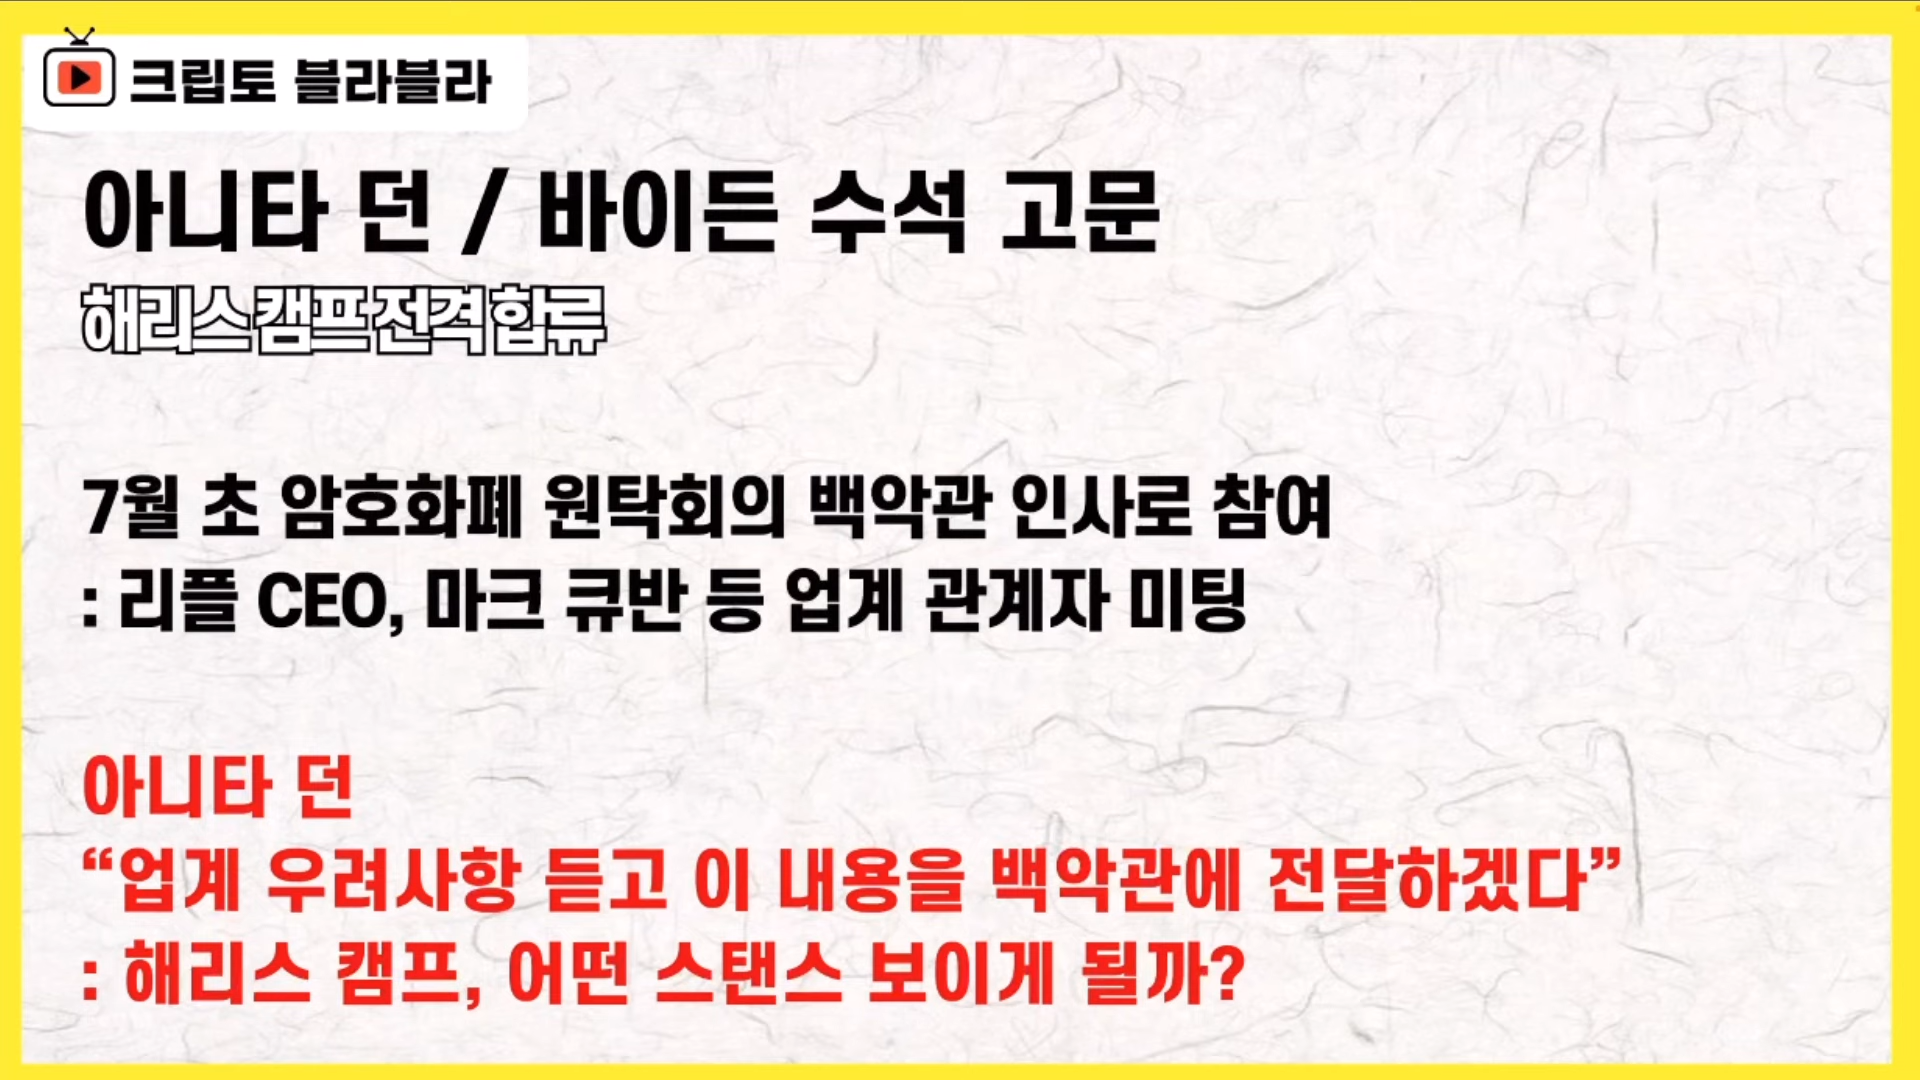 크립토 블라블라
아니타 던 / 바이든 수석 고문
해리스 캠프 전격 합류
7월 초 암호화폐 원탁회의 백악관 인사로 참여
: 리플 CEO, 마크 큐반 등 업계 관계자 미팅
아니타 던
“업계 우려사항 듣고 이 내용을 백악관에 전달하겠다”
: 해리스 캠프, 어떤 스탠스 보이게 될까?